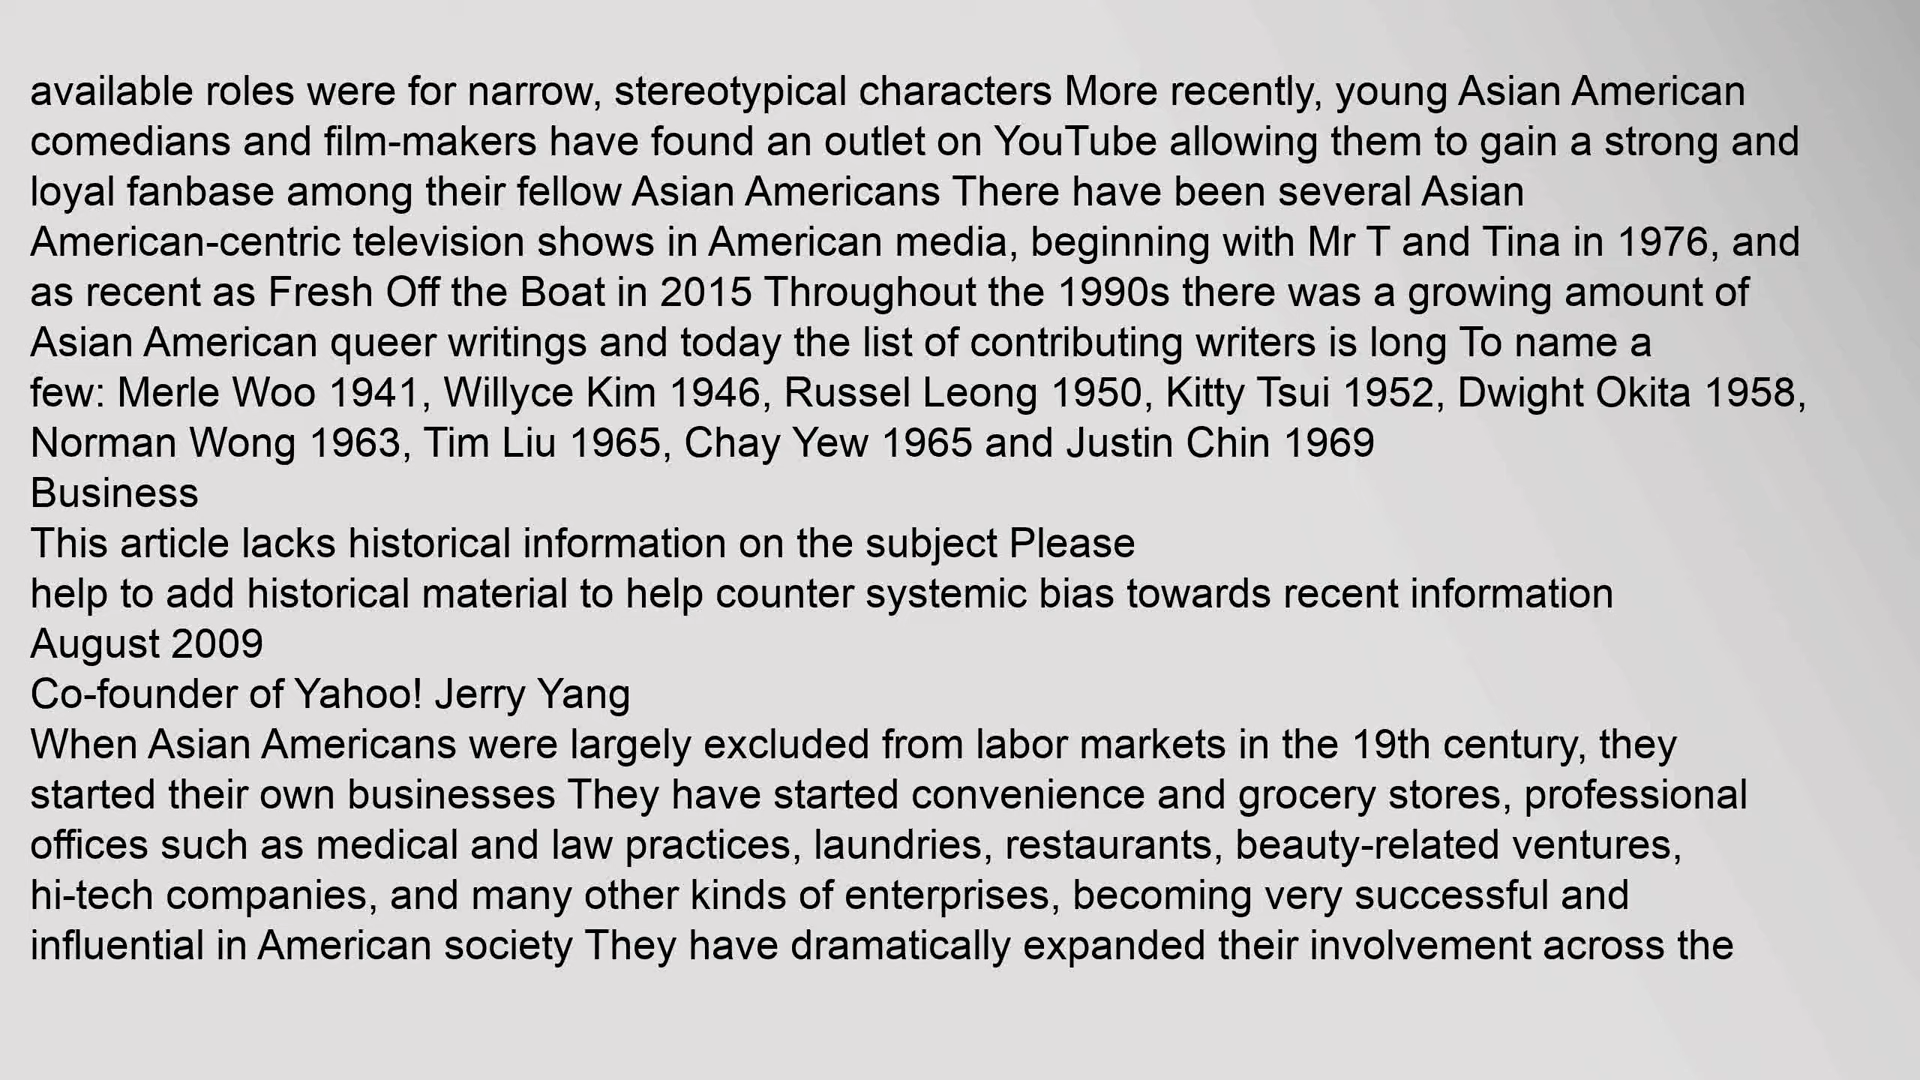 available roles were for narrow, stereotypical characters More recently, young Asian American
comedians and film-makers have found an outlet on YouTube allowing them to gain a strong and
loyal fanbase among their fellow Asian Americans There have been several Asian
American-centric television shows in American media, beginning with Mr T and Tina in 1976, and
as recent as Fresh Off the Boat in 2015 Throughout the 1990s there was a growing amount of
Asian American queer writings and today the list of contributing writers is long To name a
few: Merle Woo 1941, Willyce Kim 1946, Russel Leong 1950, Kitty Tsui 1952, Dwight Okita 1958,
Norman Wong 1963, Tim Liu 1965, Chay Yew 1965 and Justin Chin 1969
Business
This article lacks historical information on the subject Please
help to add historical material to help counter systemic bias towards recent information
August 2009
Co-founder of Yahoo! Jerry Yang
When Asian Americans were largely excluded from labor markets in the 19th century, they
started their own businesses They have started convenience and grocery stores, professional
offices such as medical and law practices, laundries, restaurants, beauty-related ventures,
hi-tech companies, and many other kinds of enterprises, becoming very successful and
influential in American society They have dramatically expanded their involvement across the